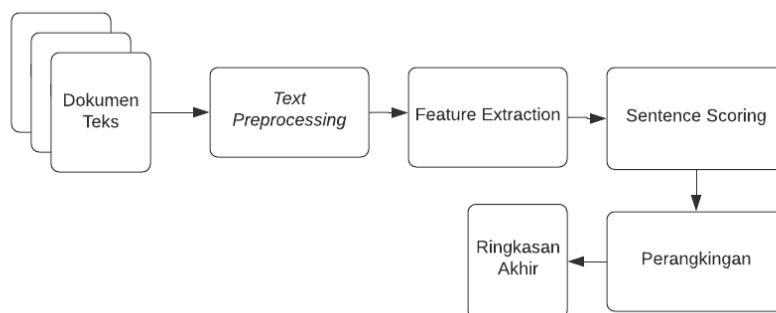 Dokumen
Teks
Text
Preprocessing
Feature Extraction
Sentence Scoring
Ringkasan
Akhir
Perangkingan